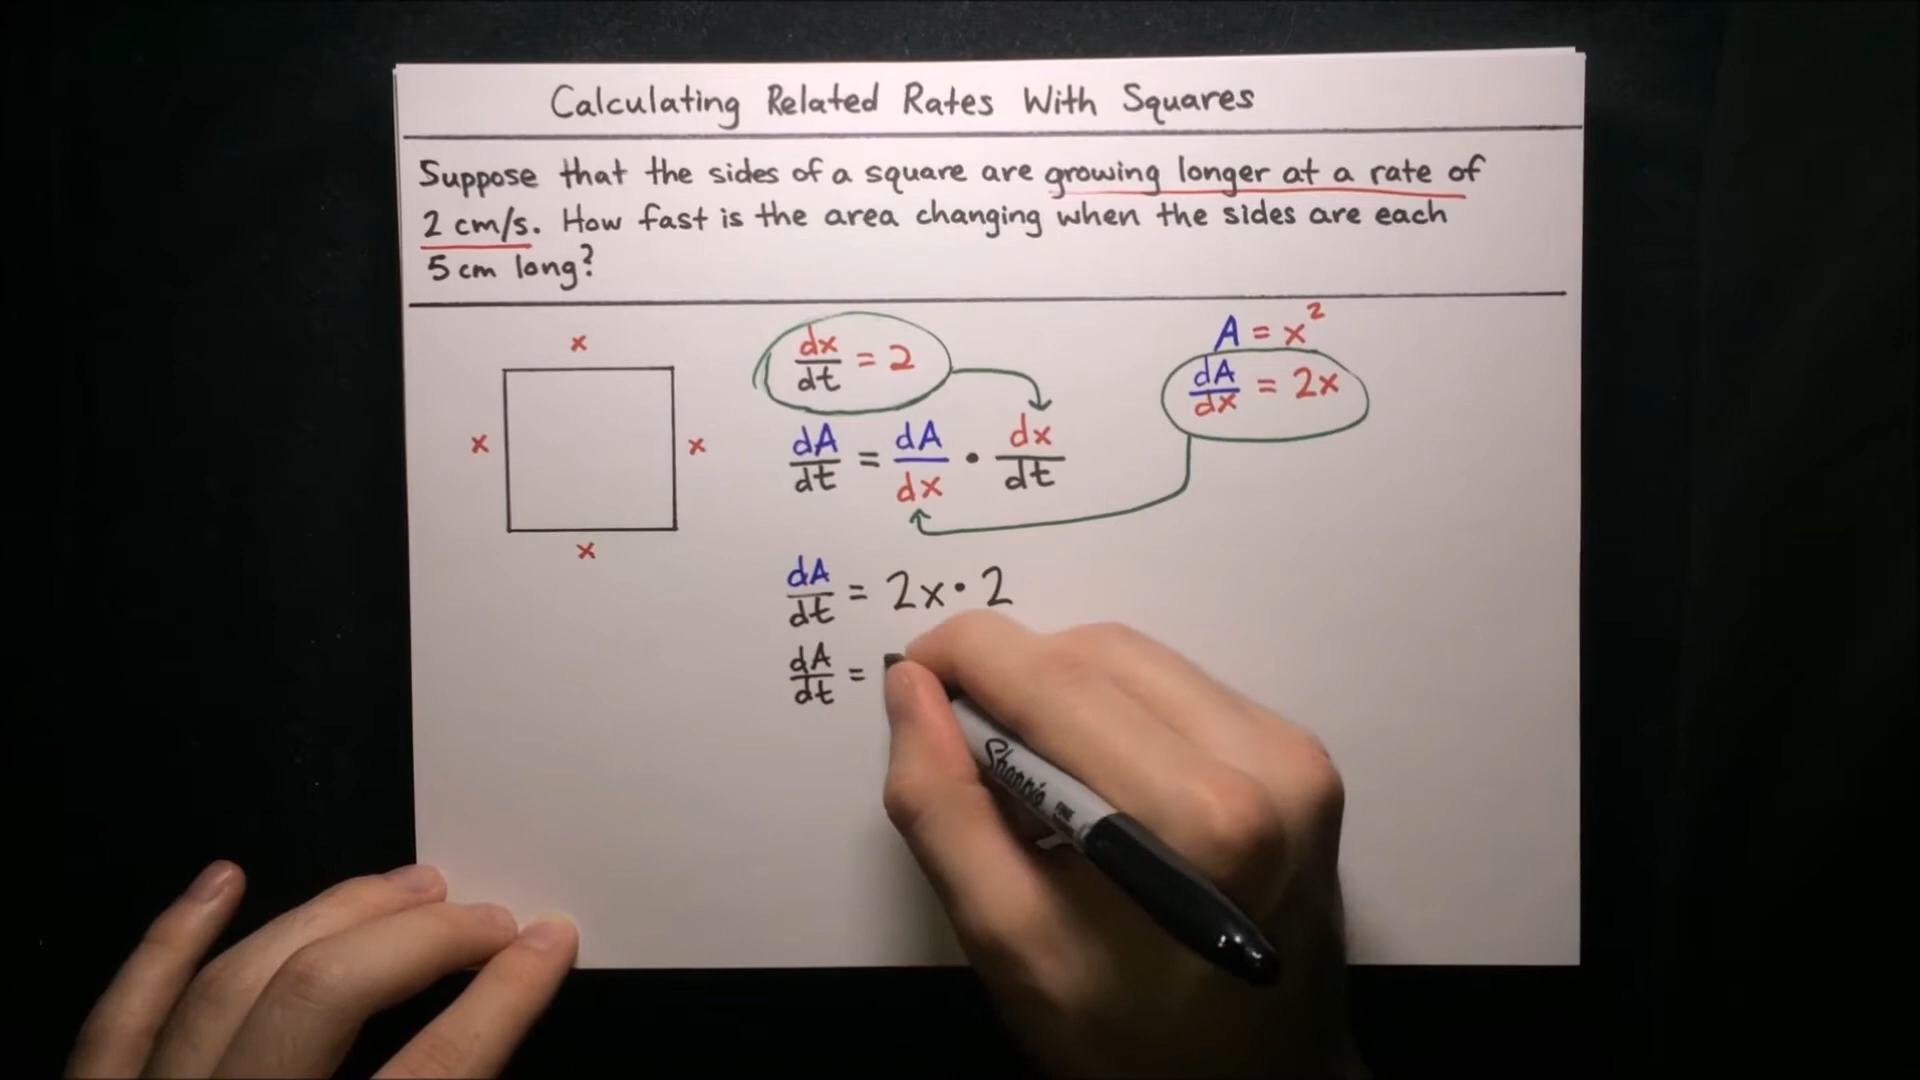 Calculating Related Rates With Squares
Suppose that the sides of a square are growing longer at a rate of
2 cm/s. How fast is the area changing when the sides are each
5 cm long?
x
x
x
x
dx/dt = 2
A = x²
dA/dx = 2x
dA/dt = dA/dx • dx/dt
dA/dt = 2x • 2
dA/dt =
Sharpie
FINE